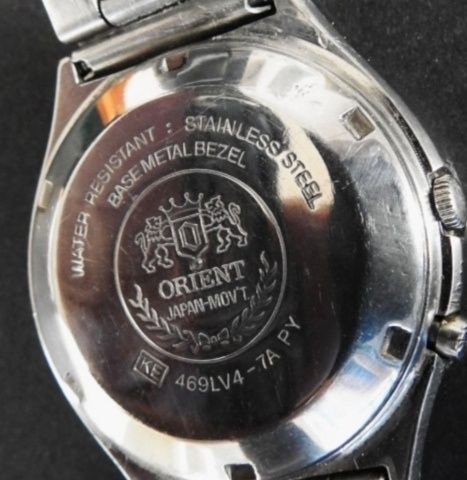 WATER RESISTANT : STAINLESS STEEL
BASE METAL BEZEL
ORIENT
JAPAN-MOV'T
KE 469LV4-7A PY